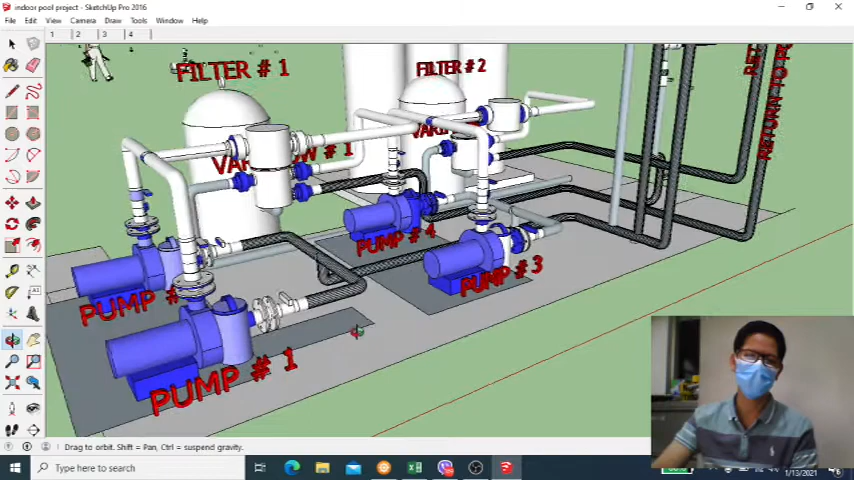 indoor pool project - SketchUp Pro 2016
File Edit View Camera Draw Tools Window Help
1 2 3 4
FILTER # 1
FILTER # 2
PUMP # 4
PUMP # 3
PUMP #
PUMP # 1
Drag to orbit. Shift = Pan, Ctrl = suspend gravity.
Type here to search
1/13/2021